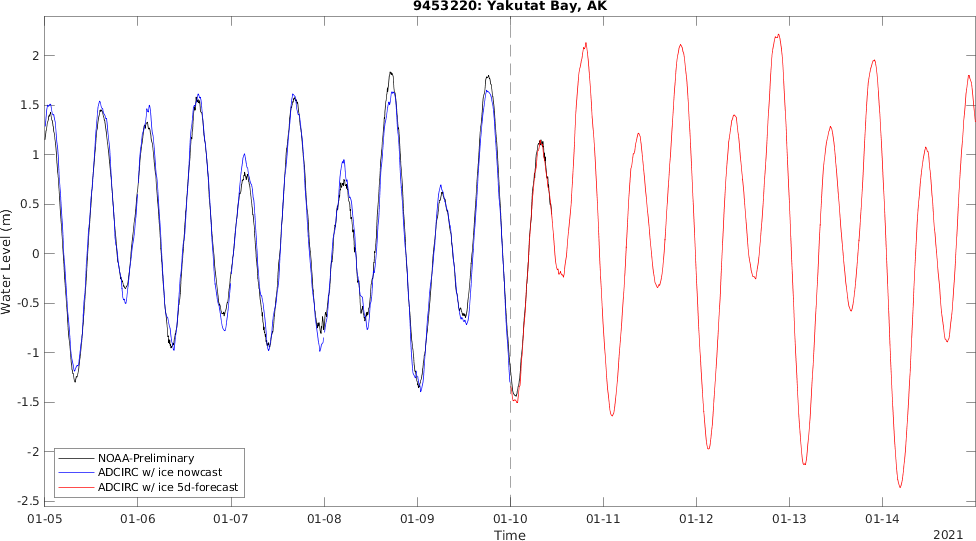 9453220: Yakutat Bay, AK
Water Level (m)
2
1.5
1
0.5
0
-0.5
-1
-1.5
-2
-2.5
NOAA-Preliminary
ADCIRC w/ ice nowcast
ADCIRC w/ ice 5d-forecast
01-05 01-06 01-07 01-08 01-09 01-10 01-11 01-12 01-13 01-14
Time
2021